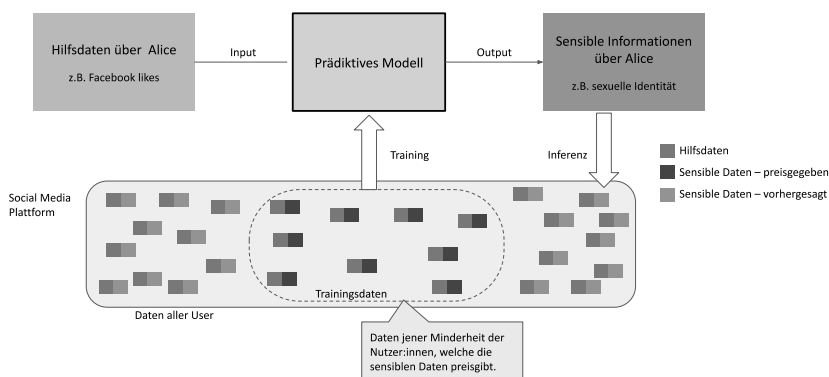 Hilfsdaten über Alice
z.B. Facebook likes
Input
Prädiktives Modell
Output
Sensible Informationen
über Alice
z.B. sexuelle Identität
Training
Inferenz
Hilfsdaten
Sensible Daten – preisgegeben
Sensible Daten – vorhergesagt
Social Media
Plattform
Trainingsdaten
Daten aller User
Daten jener Minderheit der
Nutzer:innen, welche die
sensiblen Daten preisgibt.